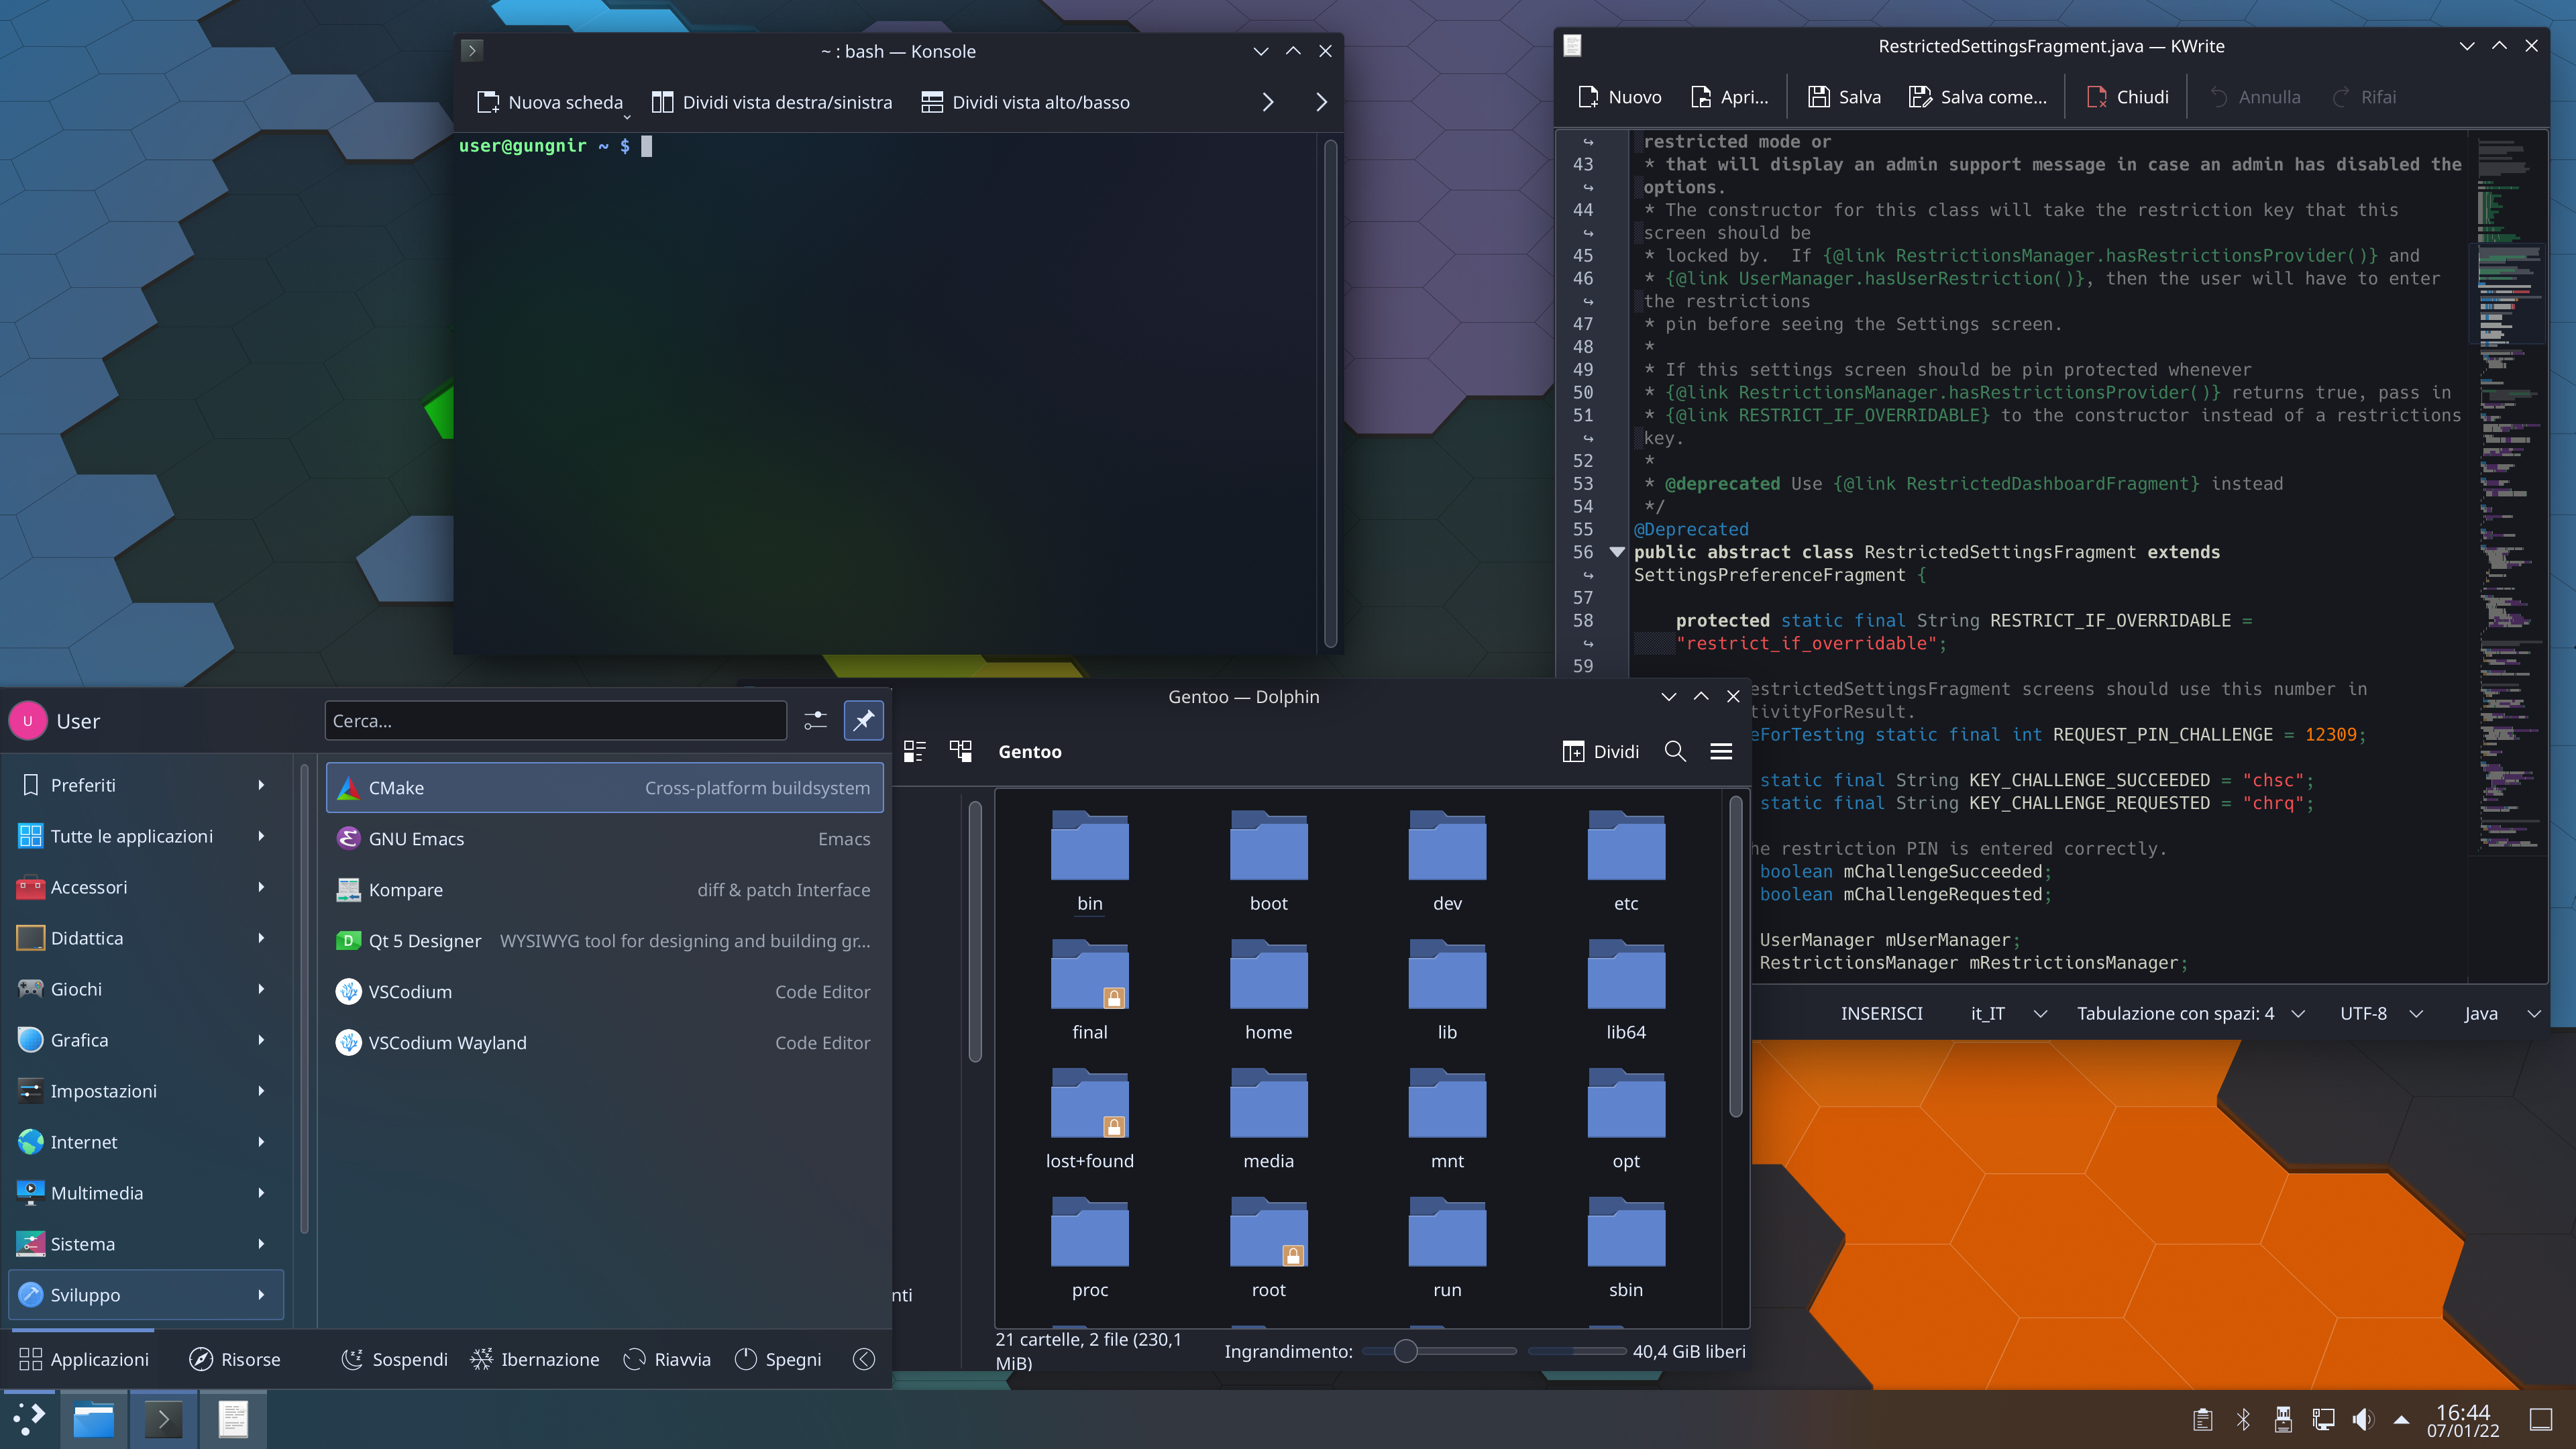 ~ : bash — Konsole
Nuova scheda
Dividi vista destra/sinistra
Dividi vista alto/basso
user@gungnir ~ $
RestrictedSettingsFragment.java — KWrite
Nuovo
Apri...
Salva
Salva come...
Chiudi
Annulla
Rifai
restricted mode or
43 * that will display an admin support message in case an admin has disabled the
options.
44 * The constructor for this class will take the restriction key that this
screen should be
45 * locked by.  If {@link RestrictionsManager.hasRestrictionsProvider()} and
46 * {@link UserManager.hasUserRestriction()}, then the user will have to enter
the restrictions
47 * pin before seeing the Settings screen.
48 *
49 * If this settings screen should be pin protected whenever
50 * {@link RestrictionsManager.hasRestrictionsProvider()} returns true, pass in
51 * {@link RESTRICT_IF_OVERRIDABLE} to the constructor instead of a restrictions
key.
52 *
53 * @deprecated Use {@link RestrictedDashboardFragment} instead
54 */
55 @Deprecated
56 public abstract class RestrictedSettingsFragment extends
SettingsPreferenceFragment {
57
58 protected static final String RESTRICT_IF_OVERRIDABLE =
"restrict_if_overridable";
59
estrictedSettingsFragment screens should use this number in
tivityForResult.
eForTesting static final int REQUEST_PIN_CHALLENGE = 12309;
static final String KEY_CHALLENGE_SUCCEEDED = "chsc";
static final String KEY_CHALLENGE_REQUESTED = "chrq";
he restriction PIN is entered correctly.
boolean mChallengeSucceeded;
boolean mChallengeRequested;
UserManager mUserManager;
RestrictionsManager mRestrictionsManager;
INSERISCI
it_IT
Tabulazione con spazi: 4
UTF-8
Java
Gentoo — Dolphin
Gentoo
Dividi
bin
boot
dev
etc
final
home
lib
lib64
lost+found
media
mnt
opt
proc
root
run
sbin
nti
21 cartelle, 2 file (230,1
MiB)
Ingrandimento:
40,4 GiB liberi
U
User
Cerca...
Preferiti
Tutte le applicazioni
Accessori
Didattica
Giochi
Grafica
Impostazioni
Internet
Multimedia
Sistema
Sviluppo
CMake Cross-platform buildsystem
GNU Emacs Emacs
Kompare diff & patch Interface
D
Qt 5 Designer WYSIWYG tool for designing and building gr...
VSCodium Code Editor
VSCodium Wayland Code Editor
Applicazioni
Risorse
Sospendi
Ibernazione
Riavvia
Spegni
16:44
07/01/22